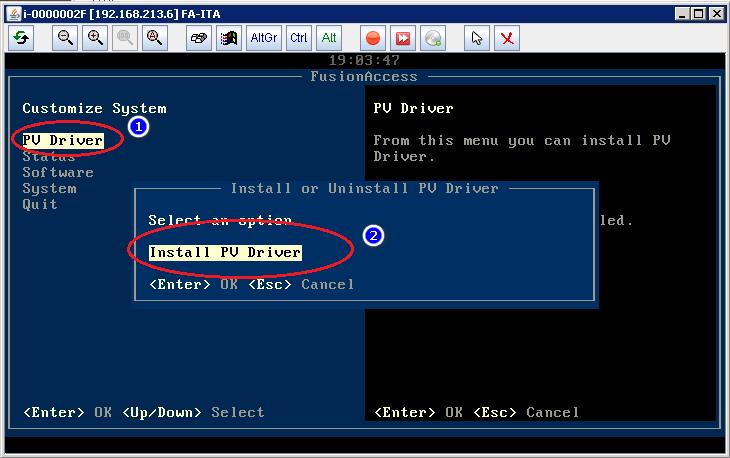 i-0000002F [192.168.213.6] FA-ITA
AltGr Ctrl Alt
19:03:47
FusionAccess
Customize System
PV Driver
1
Status
Software
System
Quit
PV Driver
From this menu you can install PV
Driver.
led.
Install or Uninstall PV Driver
Select an option
2
Install PV Driver
<Enter> OK <Esc> Cancel
<Enter> OK <Up/Down> Select
<Enter> OK <Esc> Cancel